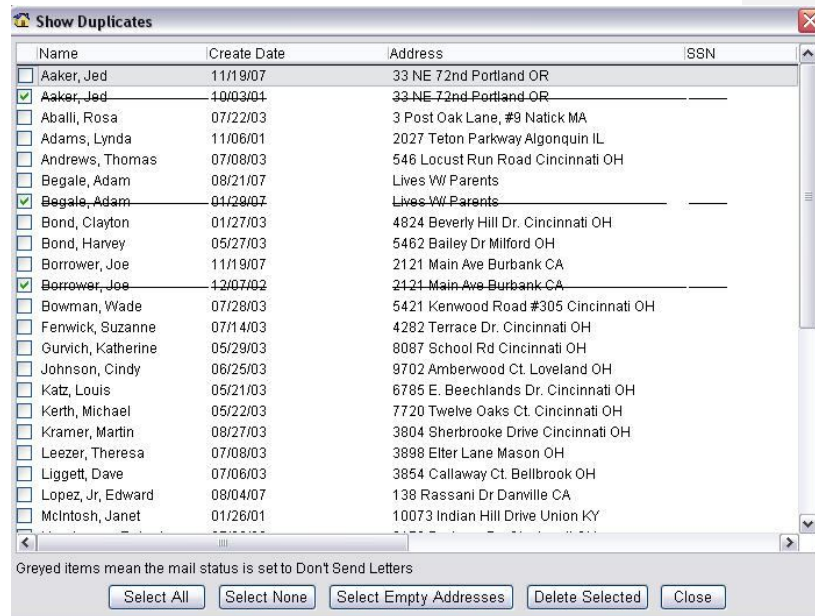 Show Duplicates
Name Create Date Address SSN
Aaker, Jed 11/19/07 33 NE 72nd Portland OR
Aaker, Jed 10/03/01 33 NE 72nd Portland OR
Aballi, Rosa 07/22/03 3 Post Oak Lane, #9 Natick MA
Adams, Lynda 11/06/01 2027 Teton Parkway Algonquin IL
Andrews, Thomas 07/08/03 546 Locust Run Road Cincinnati OH
Begale, Adam 08/21/07 Lives W/ Parents
Begale, Adam 01/29/07 Lives W/ Parents
Bond, Clayton 01/27/03 4824 Beverly Hill Dr. Cincinnati OH
Bond, Harvey 05/27/03 5462 Bailey Dr Milford OH
Borrower, Joe 11/19/07 2121 Main Ave Burbank CA
Borrower, Joe 12/07/02 2121 Main Ave Burbank CA
Bowman, Wade 07/28/03 5421 Kenwood Road #305 Cincinnati OH
Fenwick, Suzanne 07/14/03 4282 Terrace Dr. Cincinnati OH
Gurvich, Katherine 05/29/03 8087 School Rd Cincinnati OH
Johnson, Cindy 06/25/03 9702 Amberwood Ct. Loveland OH
Katz, Louis 05/21/03 6785 E. Beechlands Dr. Cincinnati OH
Kerth, Michael 05/22/03 7720 Twelve Oaks Ct. Cincinnati OH
Kramer, Martin 08/27/03 3804 Sherbrooke Drive Cincinnati OH
Leezer, Theresa 07/08/03 3898 Elter Lane Mason OH
Liggett, Dave 07/06/03 3854 Callaway Ct. Bellbrook OH
Lopez, Jr, Edward 08/04/07 138 Rassani Dr Danville CA
McIntosh, Janet 01/26/01 10073 Indian Hill Drive Union KY
Greyed items mean the mail status is set to Don't Send Letters
Select All Select None Select Empty Addresses Delete Selected Close